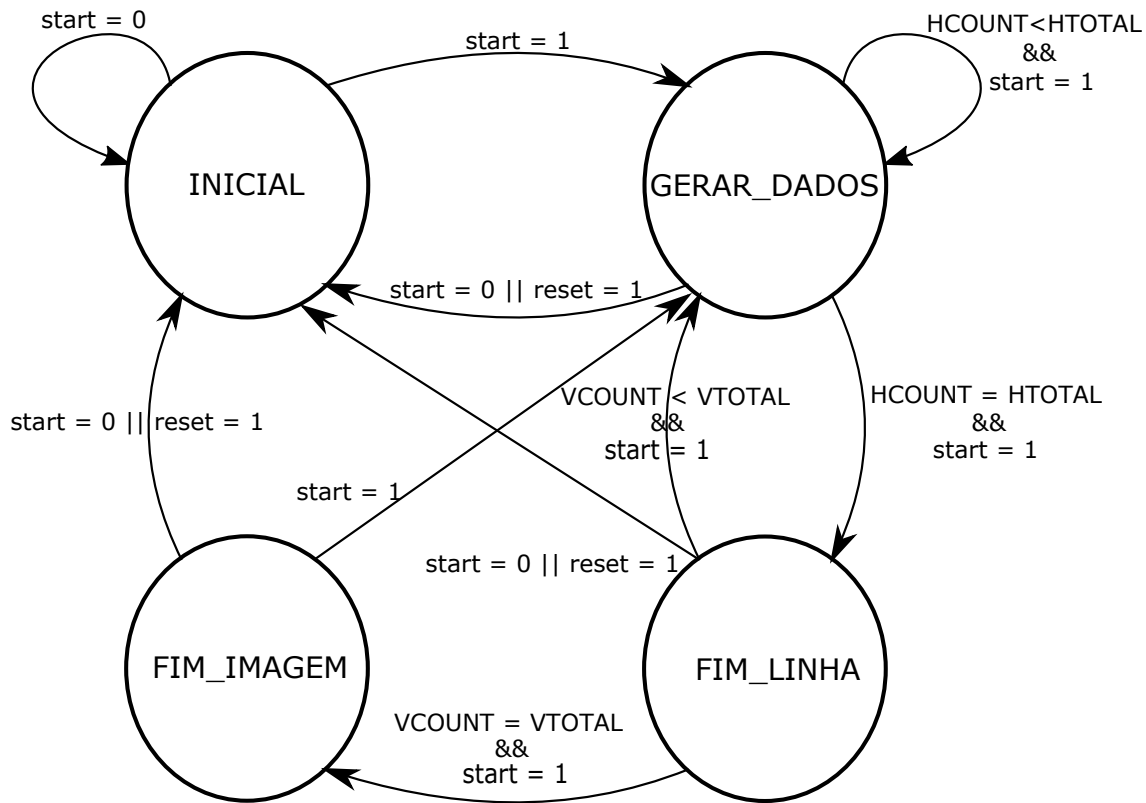 start = 0
start = 1
HCOUNT<HTOTAL
&&
start = 1
INICIAL
GERAR_DADOS
start = 0 || reset = 1
VCOUNT < VTOTAL
&&
start = 1
HCOUNT = HTOTAL
&&
start = 1
start = 0 || reset = 1
start = 1
start = 0 || reset = 1
FIM_IMAGEM
FIM_LINHA
VCOUNT = VTOTAL
&&
start = 1